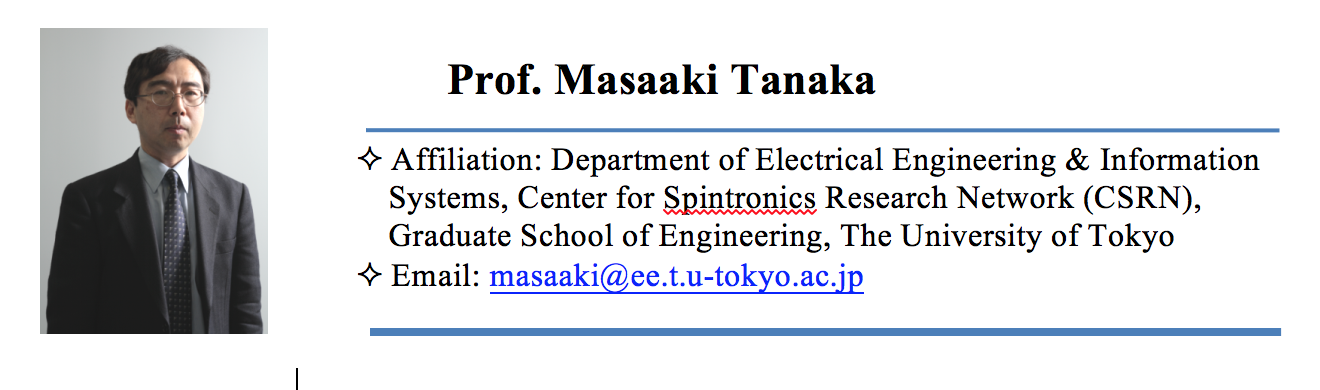 Prof. Masaaki Tanaka
✧ Affiliation: Department of Electrical Engineering & Information
Systems, Center for Spintronics Research Network (CSRN),
Graduate School of Engineering, The University of Tokyo
✧ Email: masaaki@ee.t.u-tokyo.ac.jp